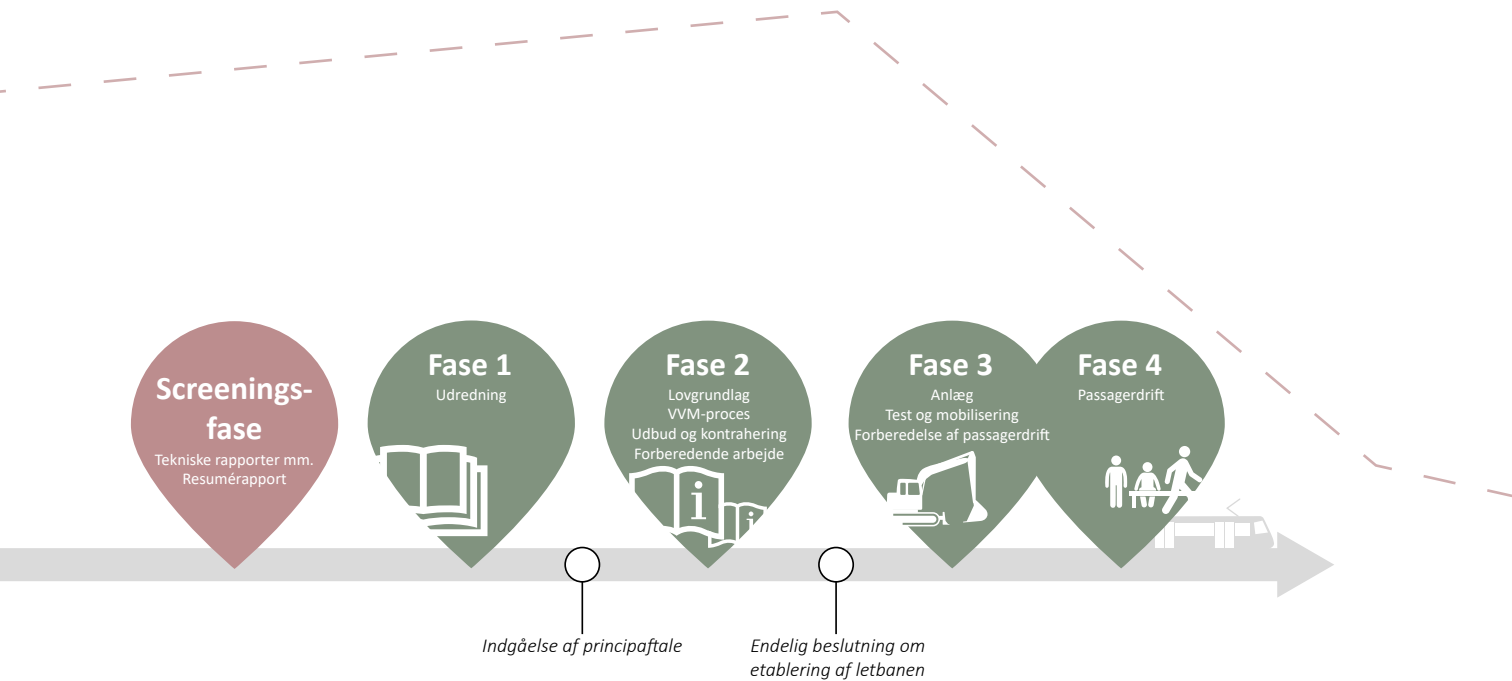 Screenings-
fase
Tekniske rapporter mm.
Resumérapport
Fase 1
Udredning
Fase 2
Lovgrundlag
VVM-proces
Udbud og kontrahering
Forberedende arbejde
i
i
Fase 3
Anlæg
Test og mobilisering
Forberedelse af passagerdrift
Fase 4
Passagerdrift
Indgåelse af principaftale
Endelig beslutning om
etablering af letbanen